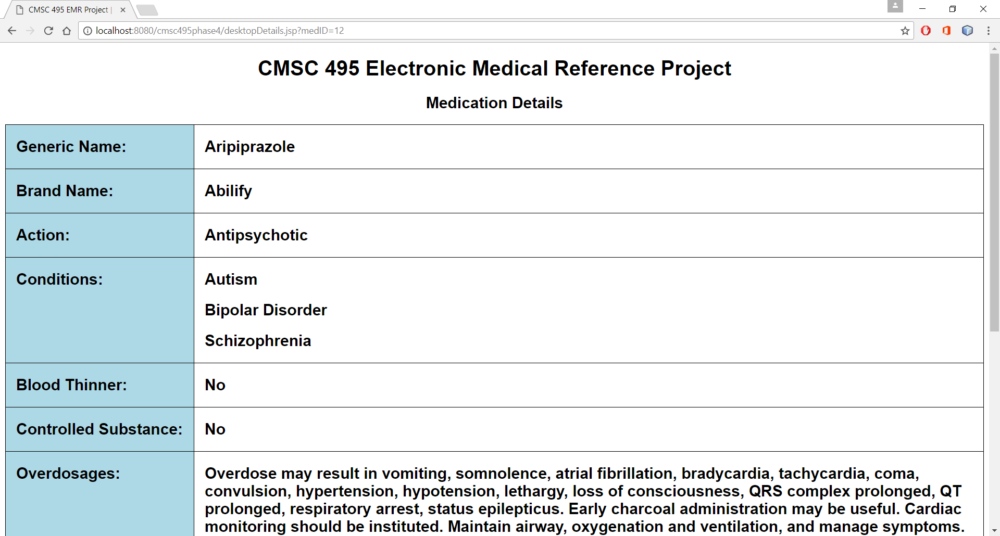 CMSC 495 EMR Project |
localhost:8080/cmsc495phase4/desktopDetails.jsp?medID=12
CMSC 495 Electronic Medical Reference Project
Medication Details
Generic Name: Aripiprazole
Brand Name: Abilify
Action: Antipsychotic
Conditions: Autism
Bipolar Disorder
Schizophrenia
Blood Thinner: No
Controlled Substance: No
Overdosages: Overdose may result in vomiting, somnolence, atrial fibrillation, bradycardia, tachycardia, coma,
convulsion, hypertension, hypotension, lethargy, loss of consciousness, QRS complex prolonged, QT
prolonged, respiratory arrest, status epilepticus. Early charcoal administration may be useful. Cardiac
monitoring should be instituted. Maintain airway, oxygenation and ventilation, and manage symptoms.